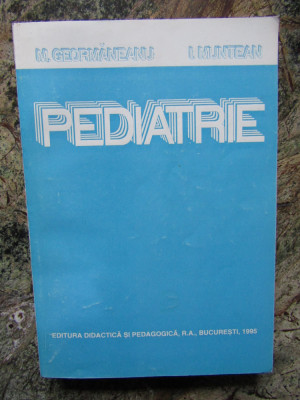 M. GEORMĂNEANU I. MUNTEAN
PEDIATRIE
EDITURA DIDACTICĂ ȘI PEDAGOGICĂ, R.A., BUCUREȘTI, 1995